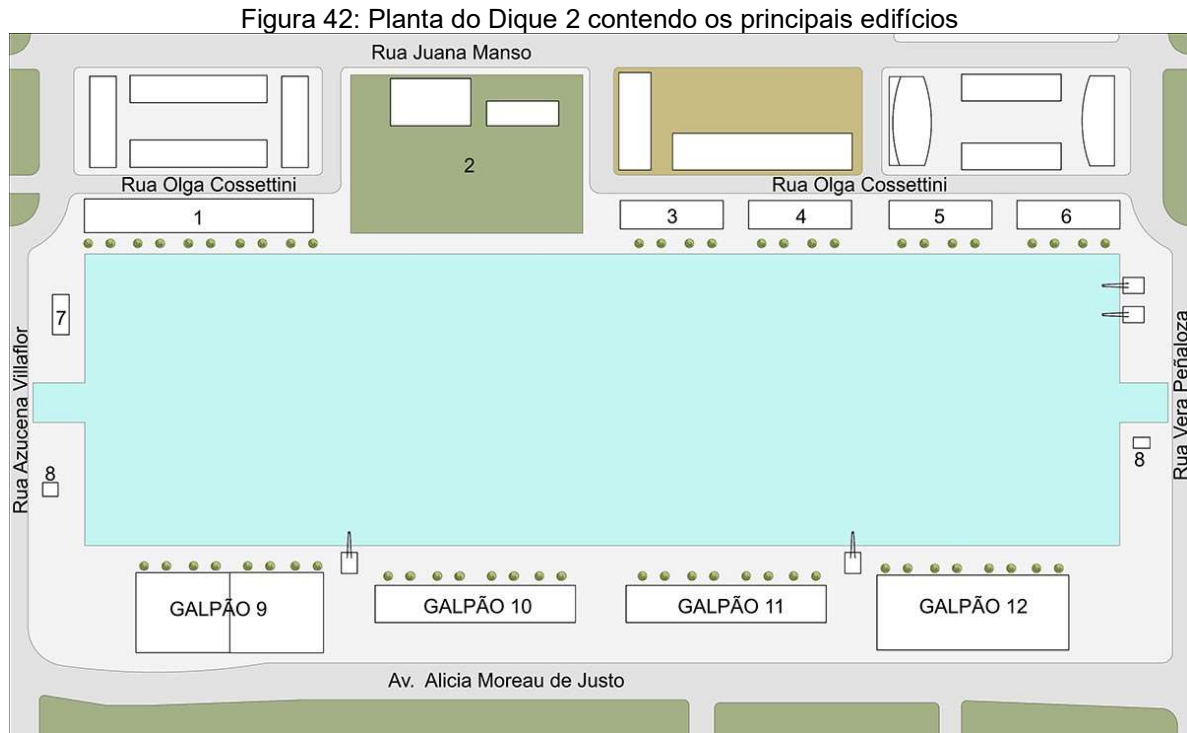 Figura 42: Planta do Dique 2 contendo os principais edifícios
Rua Juana Manso
2
Rua Olga Cossettini
Rua Olga Cossettini
1
3
4
5
6
7
Rua Azucena Villaflor
Rua Vera Peñaloza
8
8
GALPÃO 9
GALPÃO 10
GALPÃO 11
GALPÃO 12
Av. Alicia Moreau de Justo